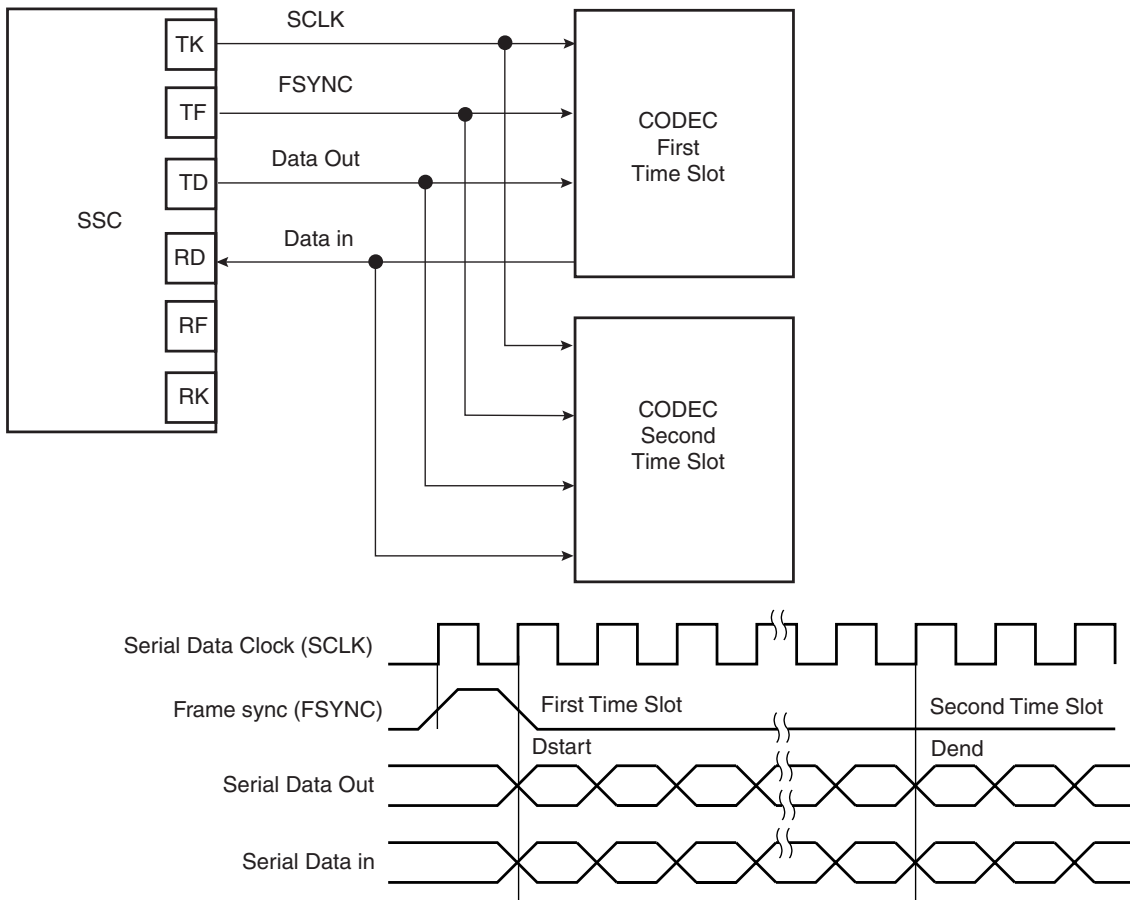 SSC
TK
TF
TD
RD
RF
RK
SCLK
FSYNC
Data Out
Data in
CODEC
First
Time Slot
CODEC
Second
Time Slot
Serial Data Clock (SCLK)
Frame sync (FSYNC)
First Time Slot
Second Time Slot
Dstart
Dend
Serial Data Out
Serial Data in